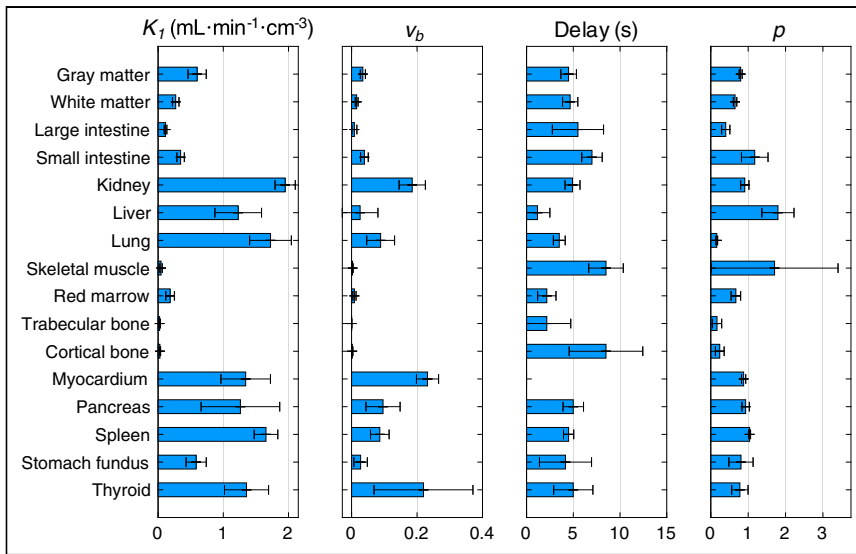 K₁ (mL·min⁻¹·cm⁻³) v_b Delay (s) p
Gray matter
White matter
Large intestine
Small intestine
Kidney
Liver
Lung
Skeletal muscle
Red marrow
Trabecular bone
Cortical bone
Myocardium
Pancreas
Spleen
Stomach fundus
Thyroid
0 1 2 0 0.2 0.4 0 5 10 15 0 1 2 3